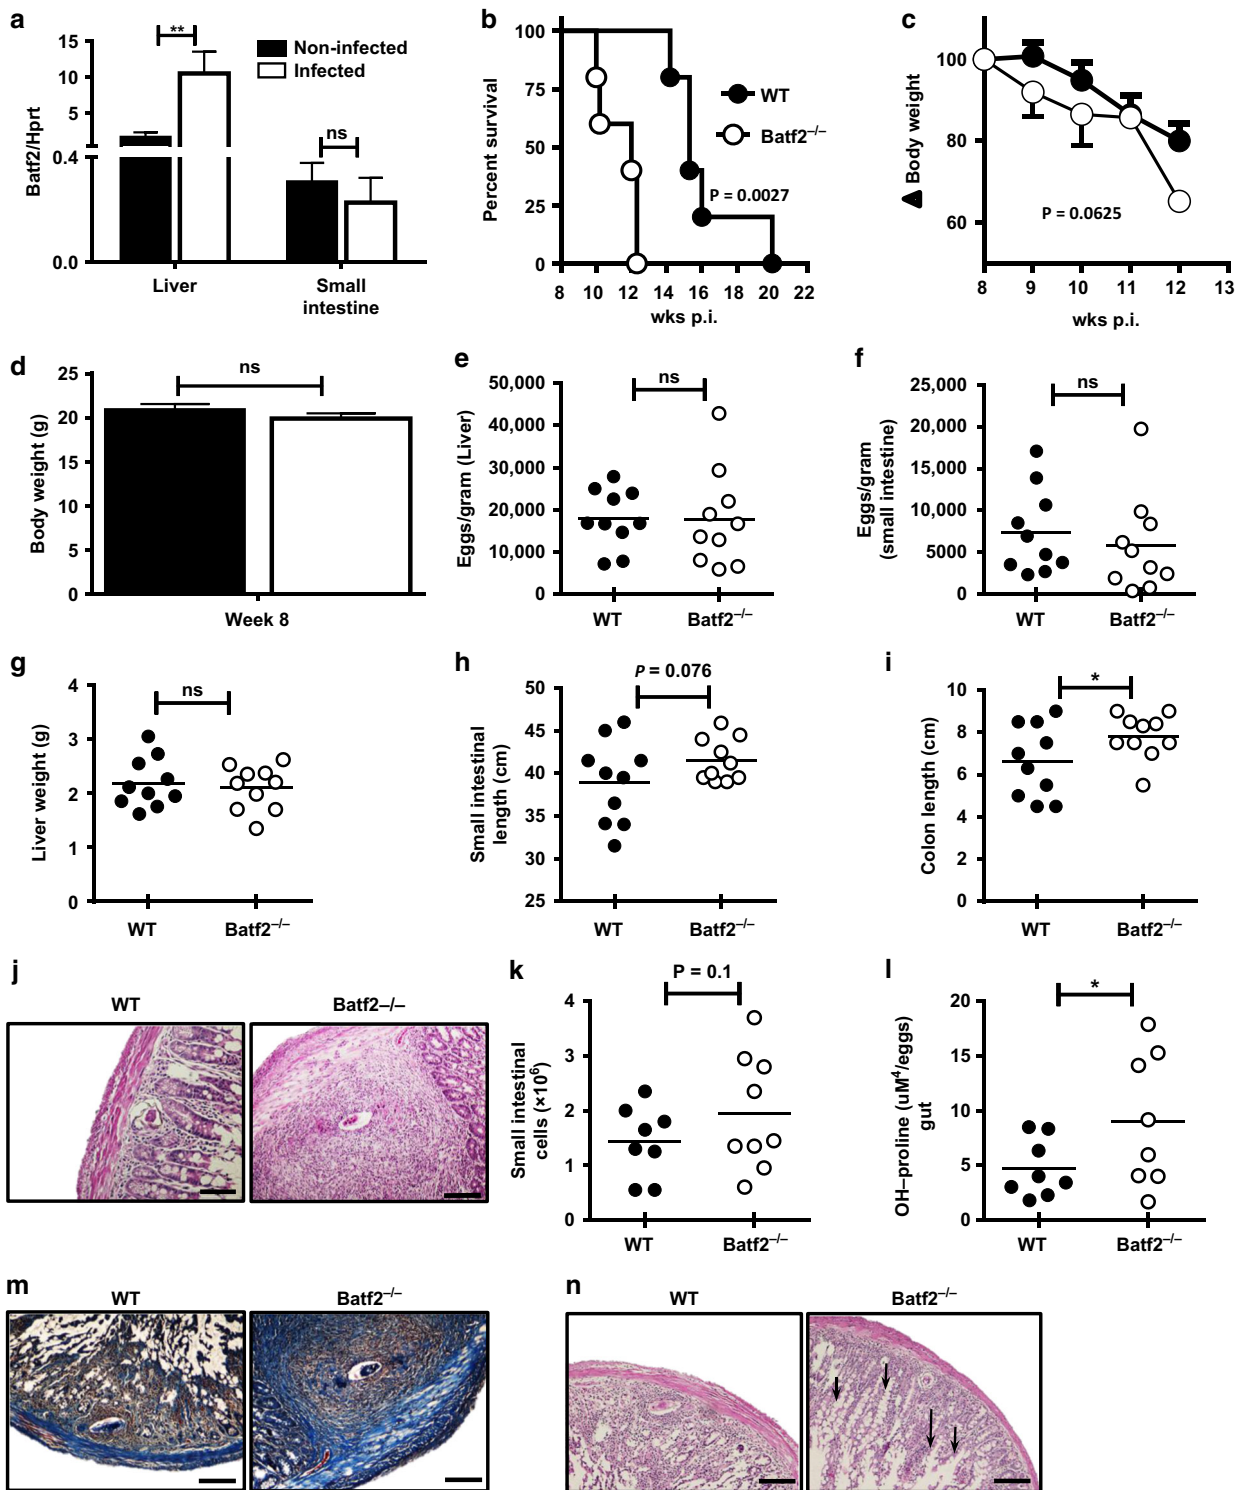 a
Batf2/Hprt
15
10
5
0.4
0.0
**
ns
Non-infected
Infected
Liver
Small
intestine
b
Percent survival
100
75
50
25
0
8 10 12 14 16 20 22
wks p.i.
WT
Batf2–/–
P = 0.0027
c
Body weight
100
80
60
P = 0.0625
8 9 10 11 12 13
wks p.i.
d
Body weight (g)
25
20
15
10
5
0
ns
Week 8
e
Eggs/gram (Liver)
50,000
40,000
30,000
20,000
10,000
0
ns
WT Batf2–/–
f
Eggs/gram
(small intestine)
25,000
20,000
15,000
10,000
5000
0
ns
WT Batf2–/–
g
Liver weight (g)
4
3
2
1
0
ns
WT Batf2–/–
h
Small intestinal
length (cm)
50
45
40
35
30
25
P = 0.076
WT Batf2–/–
i
Colon length (cm)
10
8
6
4
2
0
*
WT Batf2–/–
j
WT Batf2–/–
k
Small intestinal
cells (×10⁶)
4
3
2
1
0
P = 0.1
WT Batf2–/–
l
OH–proline (uM⁴/eggs)
gut
20
15
10
5
0
*
WT Batf2–/–
m
WT Batf2–/–
n
WT Batf2–/–